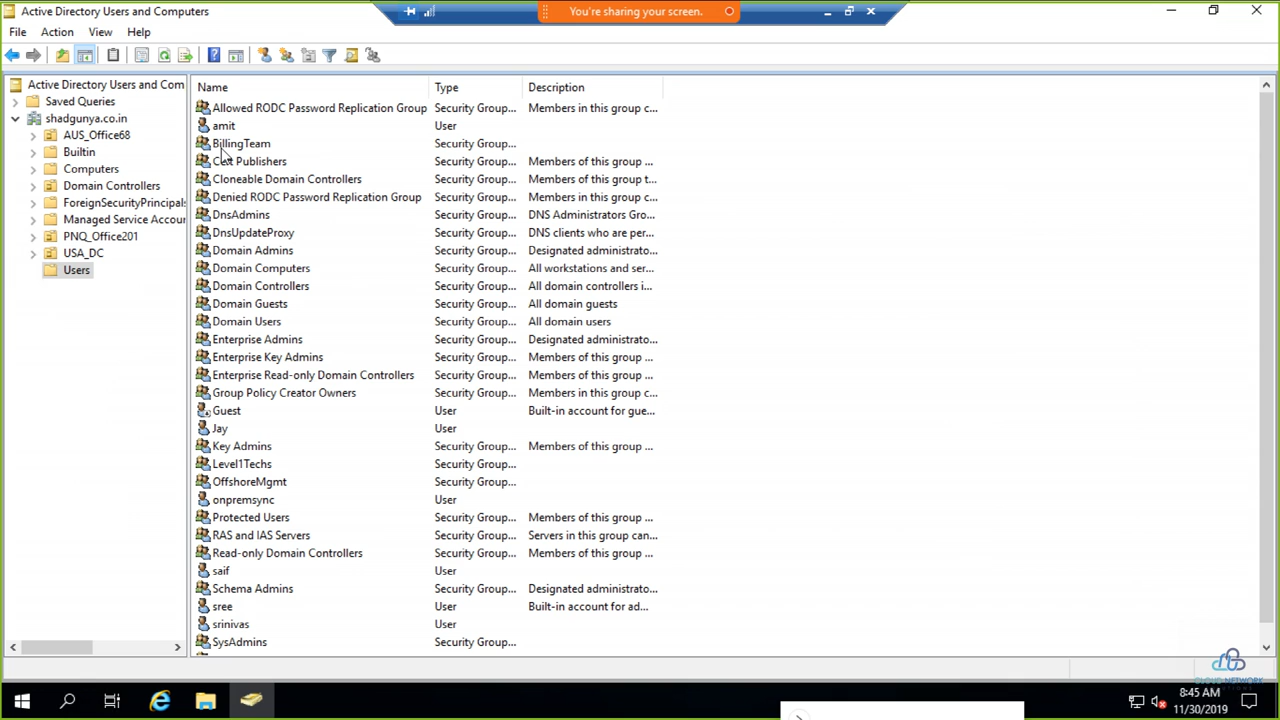 Active Directory Users and Computers
You're sharing your screen.
File Action View Help
Active Directory Users and Com
Saved Queries
shadgunya.co.in
AUS_Office68
Builtin
Computers
Domain Controllers
ForeignSecurityPrincipals
Managed Service Accour
PNQ_Office201
USA_DC
Users
Name Type Description
Allowed RODC Password Replication Group Security Group... Members in this group c...
amit User
BillingTeam Security Group...
Cert Publishers Security Group... Members of this group ...
Cloneable Domain Controllers Security Group... Members of this group t...
Denied RODC Password Replication Group Security Group... Members in this group c...
DnsAdmins Security Group... DNS Administrators Gro...
DnsUpdateProxy Security Group... DNS clients who are per...
Domain Admins Security Group... Designated administrato...
Domain Computers Security Group... All workstations and ser...
Domain Controllers Security Group... All domain controllers i...
Domain Guests Security Group... All domain guests
Domain Users Security Group... All domain users
Enterprise Admins Security Group... Designated administrato...
Enterprise Key Admins Security Group... Members of this group ...
Enterprise Read-only Domain Controllers Security Group... Members of this group ...
Group Policy Creator Owners Security Group... Members in this group c...
Guest User Built-in account for gue...
Jay User
Key Admins Security Group... Members of this group ...
Level1Techs Security Group...
OffshoreMgmt Security Group...
onpremsync User
Protected Users Security Group... Members of this group ...
RAS and IAS Servers Security Group... Servers in this group can...
Read-only Domain Controllers Security Group... Members of this group ...
saif User
Schema Admins Security Group... Designated administrato...
sree User Built-in account for ad...
srinivas User
SysAdmins Security Group...
8:45 AM
11/30/2019